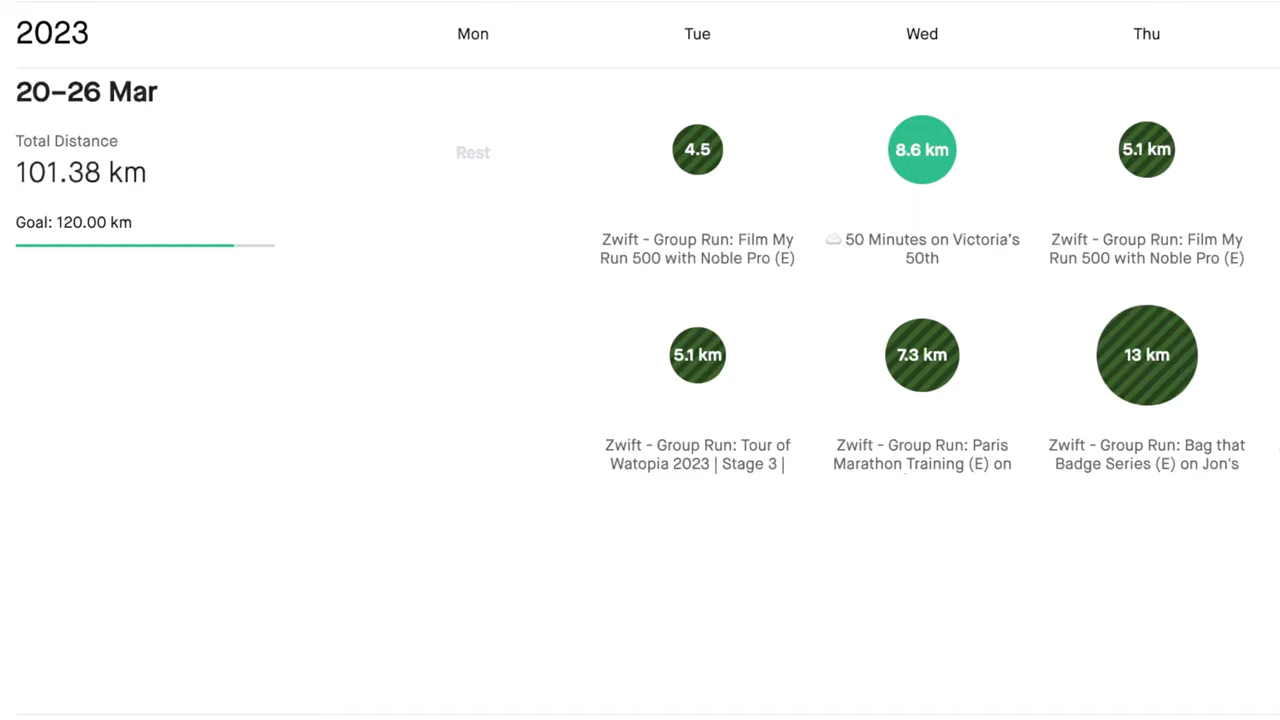 2023 Mon Tue Wed Thu
20–26 Mar
Total Distance
101.38 km
Goal: 120.00 km
Rest
4.5
8.6 km
5.1 km
Zwift - Group Run: Film My
Run 500 with Noble Pro (E)
50 Minutes on Victoria's
50th
Zwift - Group Run: Film My
Run 500 with Noble Pro (E)
5.1 km
7.3 km
13 km
Zwift - Group Run: Tour of
Watopia 2023 | Stage 3 |
Zwift - Group Run: Paris
Marathon Training (E) on
Zwift - Group Run: Bag that
Badge Series (E) on Jon's